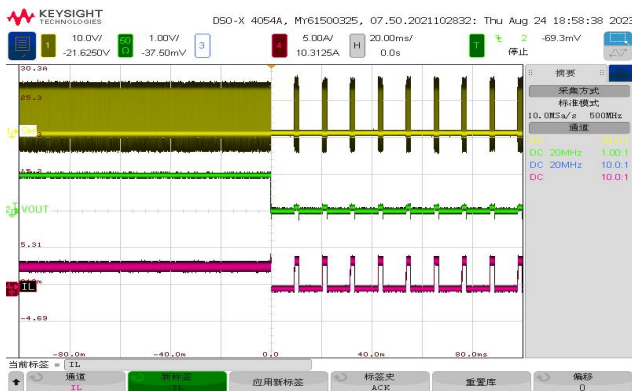 KEYSIGHT
TECHNOLOGIES
DSO-X 4054A, MY61500325, 07.50.2021102832: Thu Aug 24 18:58:38 2023
1 10.0V/ -21.6250V
50Ω 1.00V/ -37.50mV
3
4 5.00A/ 10.3125A
H 20.00ms/ 0.0s
T 2 -69.3mV
停止
30.3A
25.3
VOUT
5.31
IL
-4.69
-80.0m -40.0m 0.0 40.0m 80.0m
摘要
采集方式
标准模式
10.0MSa/s 500MHz
通道
DC 20MHz 1.00:1
DC 20MHz 10.0:1
DC 10.0:1
当前标签 = IL
通道 IL
新标签 IL
应用新标签
标签史 ACK
重置库
偏移 0